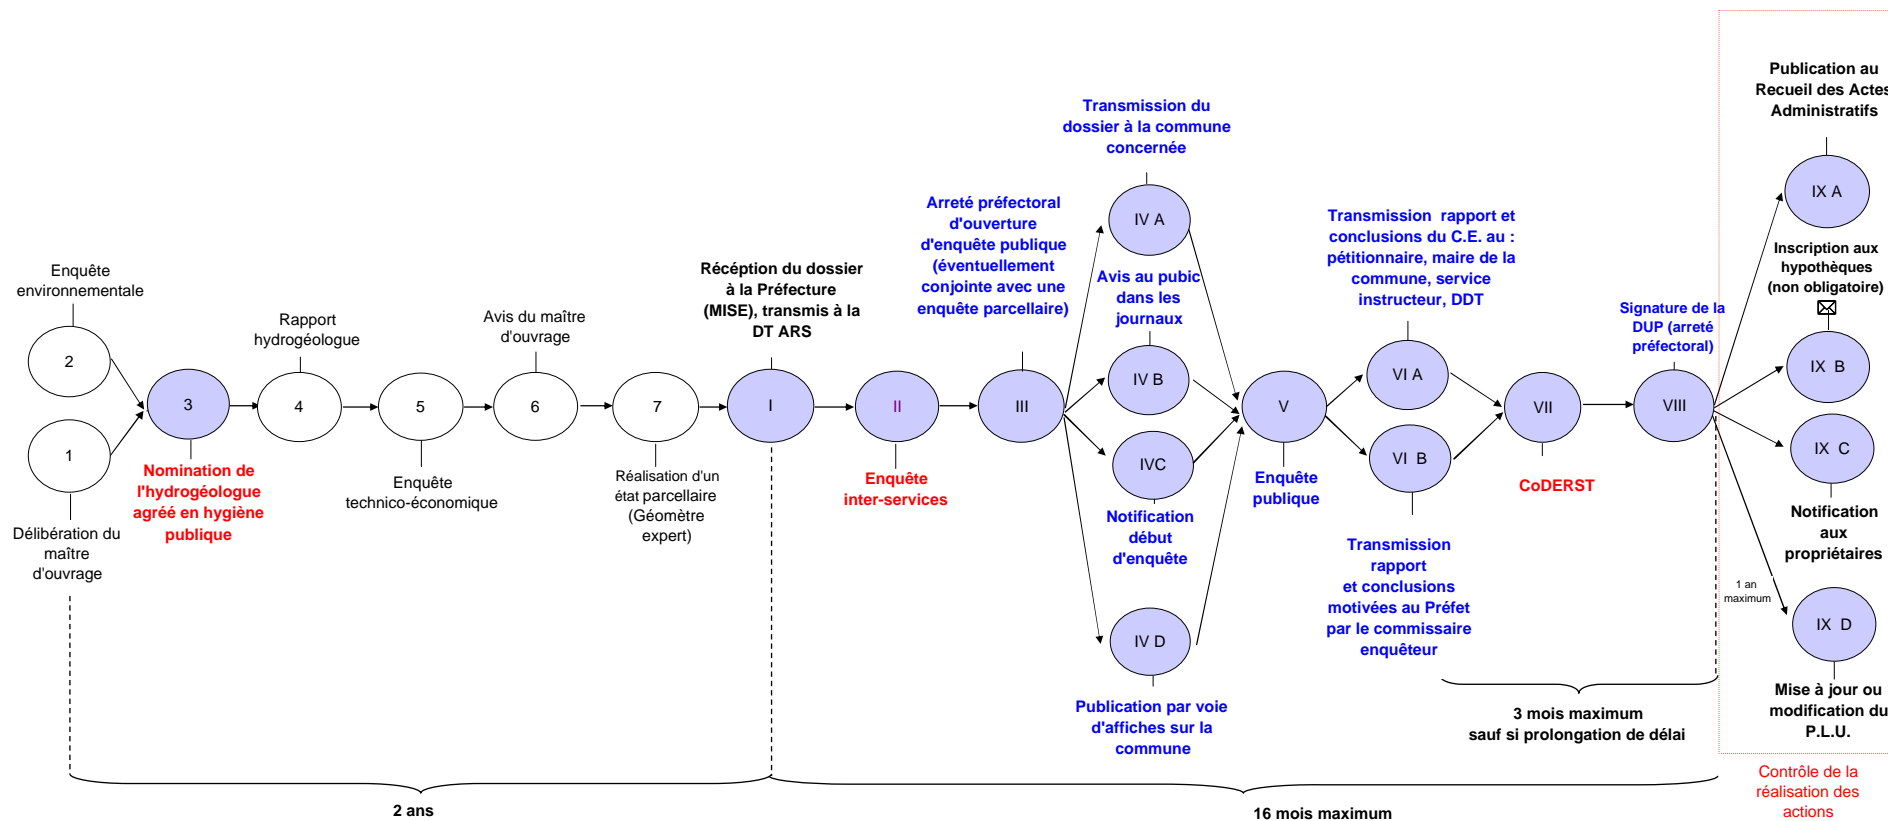 Enquête
environnementale
2
1
Délibération du
maître
d'ouvrage
3
Nomination de
l'hydrogéologue
agréé en hygiène
publique
Rapport
hydrogéologue
4
5
Enquête
technico-économique
Avis du maître
d'ouvrage
6
7
Réalisation d'un
état parcellaire
(Géomètre
expert)
Récéption du dossier
à la Préfecture
(MISE), transmis à la
DT ARS
I
II
Enquête
inter-services
Arreté préfectoral
d'ouverture
d'enquête publique
(éventuellement
conjointe avec une
enquête parcellaire)
III
Transmission du
dossier à la commune
concernée
IV A
Avis au pubic
dans les
journaux
IV B
IVC
Notification
début
d'enquête
IV D
Publication par voie
d'affiches sur la
commune
V
Enquête
publique
Transmission rapport et
conclusions du C.E. au :
pétitionnaire, maire de la
commune, service
instructeur, DDT
VI A
VI B
Transmission
rapport
et conclusions
motivées au Préfet
par le commissaire
enquêteur
VII
CoDERST
Signature de la
DUP (arreté
préfectoral)
VIII
Publication au
Recueil des Actes
Administratifs
IX A
Inscription aux
hypothèques
(non obligatoire)
IX B
IX C
Notification
aux
propriétaires
1 an
maximum
IX D
Mise à jour ou
modification du
P.L.U.
3 mois maximum
sauf si prolongation de délai
2 ans
16 mois maximum
Contrôle de la
réalisation des
actions